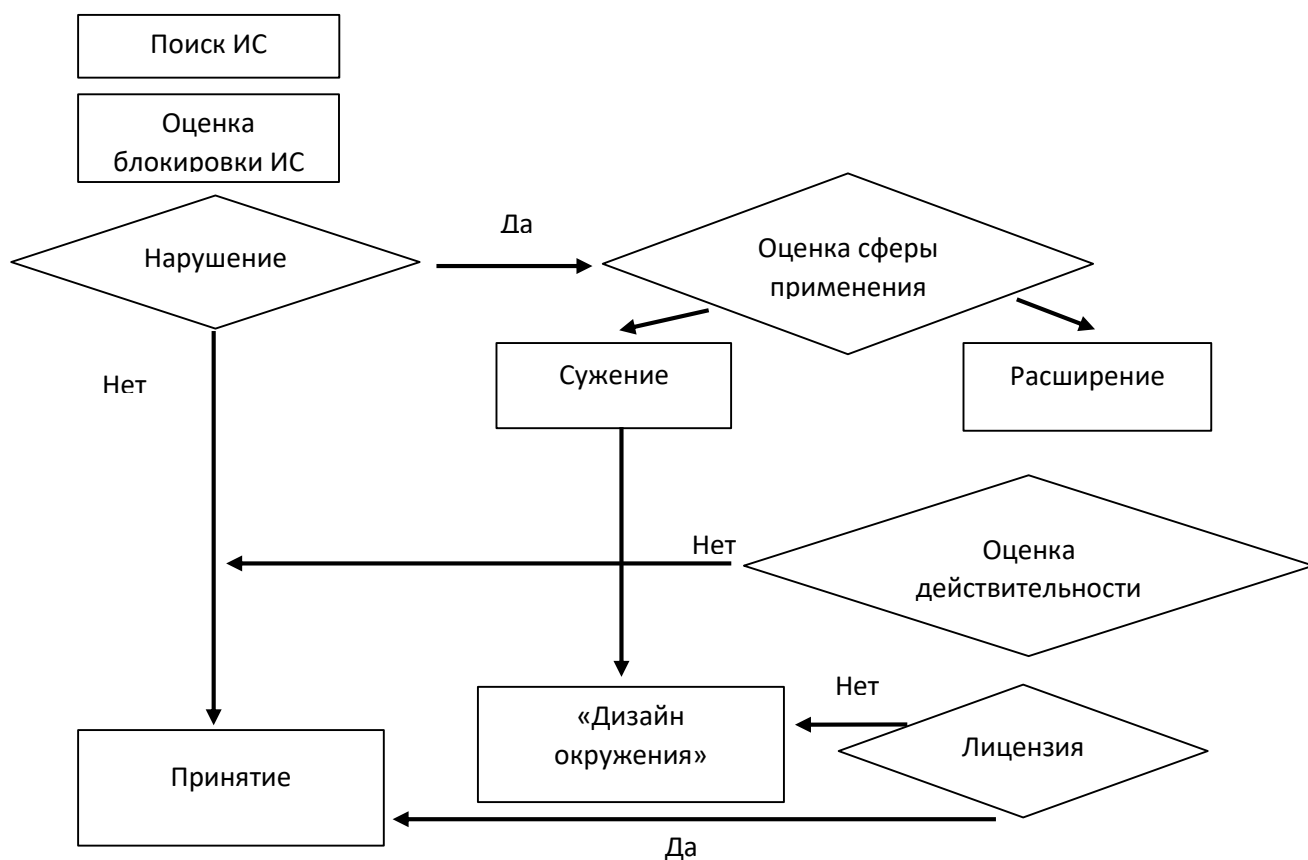 Поиск ИС
Оценка
блокировки ИС
Да
Нарушение
Оценка сферы
применения
Нет
Сужение
Расширение
Нет
Оценка
действительности
Нет
«Дизайн
окружения»
Лицензия
Принятие
Да